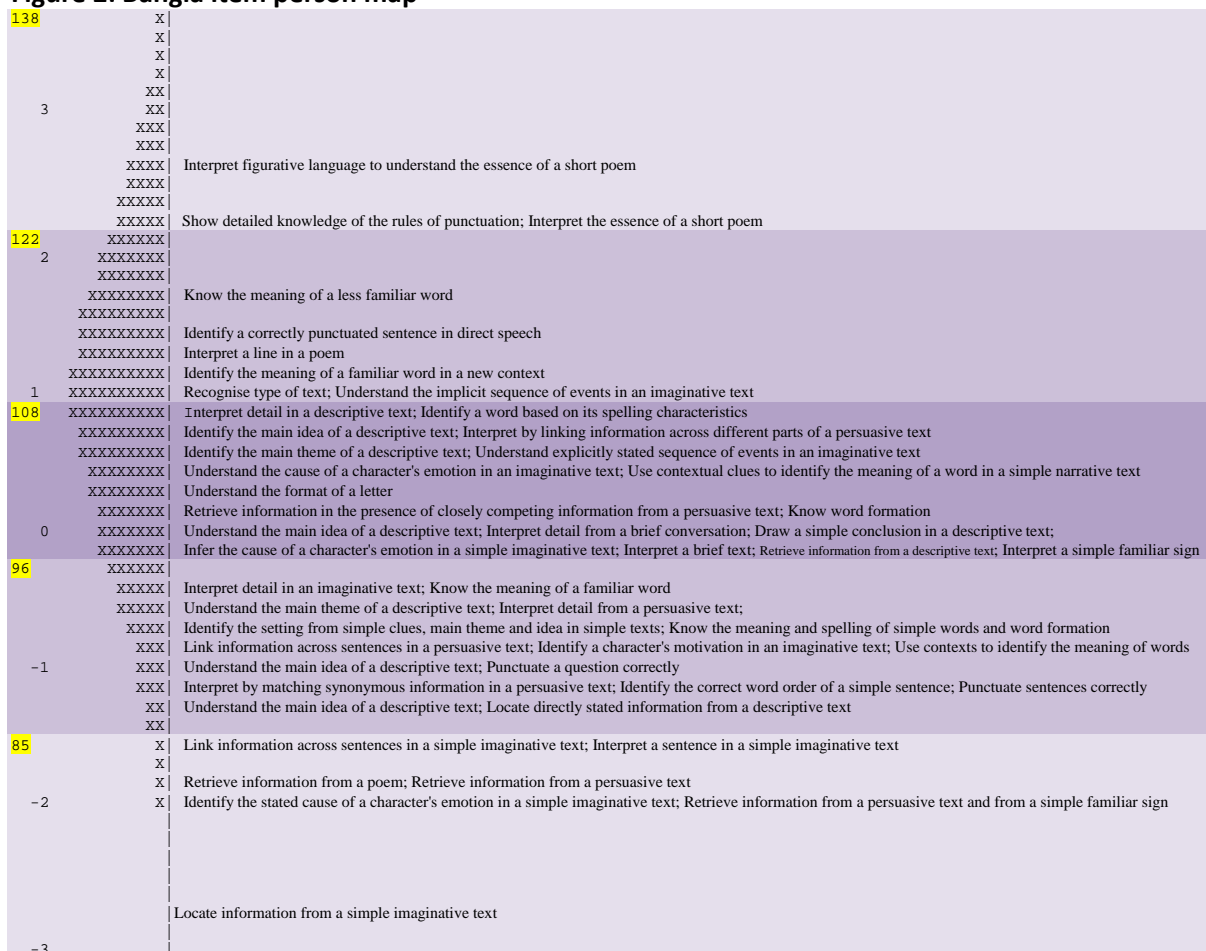 Figure 2: Bangla item person map
138 X|
X|
X|
X|
XX|
3 XX|
XXX|
XXX|
XXXX| Interpret figurative language to understand the essence of a short poem
XXXX|
XXXXX|
XXXXX| Show detailed knowledge of the rules of punctuation; Interpret the essence of a short poem
122 XXXXXX|
2 XXXXXXX|
XXXXXXX|
XXXXXXXX| Know the meaning of a less familiar word
XXXXXXXXX|
XXXXXXXXX| Identify a correctly punctuated sentence in direct speech
XXXXXXXXX| Interpret a line in a poem
XXXXXXXXXX| Identify the meaning of a familiar word in a new context
1 XXXXXXXXXX| Recognise type of text; Understand the implicit sequence of events in an imaginative text
108 XXXXXXXXXX| Interpret detail in a descriptive text; Identify a word based on its spelling characteristics
XXXXXXXXX| Identify the main idea of a descriptive text; Interpret by linking information across different parts of a persuasive text
XXXXXXXXX| Identify the main theme of a descriptive text; Understand explicitly stated sequence of events in an imaginative text
XXXXXXXX| Understand the cause of a character's emotion in an imaginative text; Use contextual clues to identify the meaning of a word in a simple narrative text
XXXXXXXX| Understand the format of a letter
XXXXXXX| Retrieve information in the presence of closely competing information from a persuasive text; Know word formation
0 XXXXXXX| Understand the main idea of a descriptive text; Interpret detail from a brief conversation; Draw a simple conclusion in a descriptive text;
XXXXXXX| Infer the cause of a character's emotion in a simple imaginative text; Interpret a brief text; Retrieve information from a descriptive text; Interpret a simple familiar sign
96 XXXXXX|
XXXXX| Interpret detail in an imaginative text; Know the meaning of a familiar word
XXXXX| Understand the main theme of a descriptive text; Interpret detail from a persuasive text;
XXXX| Identify the setting from simple clues, main theme and idea in simple texts; Know the meaning and spelling of simple words and word formation
XXX| Link information across sentences in a persuasive text; Identify a character's motivation in an imaginative text; Use contexts to identify the meaning of words
-1 XXX| Understand the main idea of a descriptive text; Punctuate a question correctly
XXX| Interpret by matching synonymous information in a persuasive text; Identify the correct word order of a simple sentence; Punctuate sentences correctly
XX| Understand the main idea of a descriptive text; Locate directly stated information from a descriptive text
XX|
85 X| Link information across sentences in a simple imaginative text; Interpret a sentence in a simple imaginative text
X|
X| Retrieve information from a poem; Retrieve information from a persuasive text
-2 X| Identify the stated cause of a character's emotion in a simple imaginative text; Retrieve information from a persuasive text and from a simple familiar sign
|
|
|
|
|
| Locate information from a simple imaginative text
|
-3 |